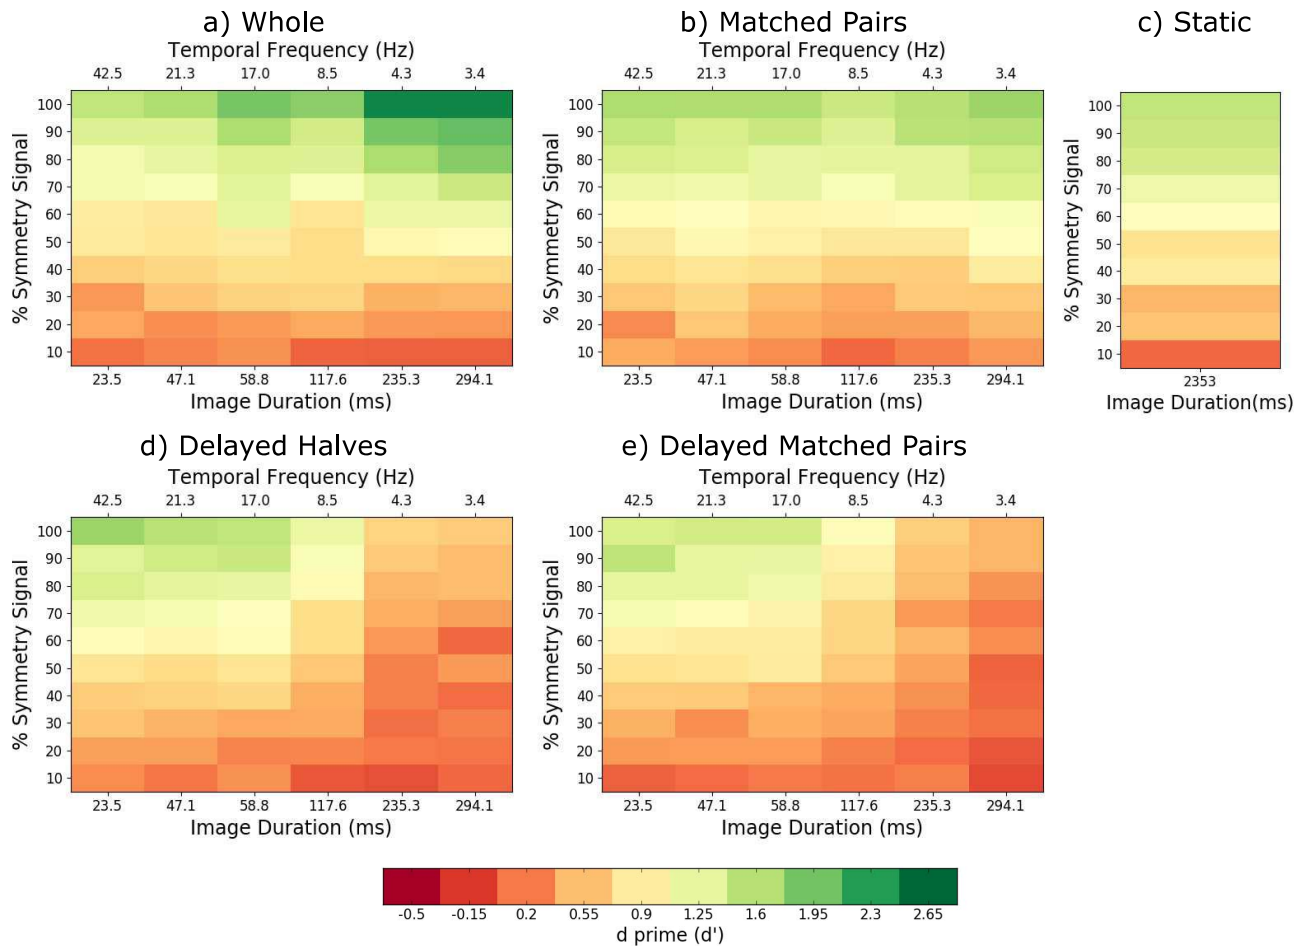 a) Whole
b) Matched Pairs
c) Static
Temporal Frequency (Hz)
42.5 21.3 17.0 8.5 4.3 3.4
% Symmetry Signal
100
90
80
70
60
50
40
30
20
10
23.5 47.1 58.8 117.6 235.3 294.1
Image Duration (ms)
Temporal Frequency (Hz)
42.5 21.3 17.0 8.5 4.3 3.4
% Symmetry Signal
100
90
80
70
60
50
40
30
20
10
23.5 47.1 58.8 117.6 235.3 294.1
Image Duration (ms)
% Symmetry Signal
100
90
80
70
60
50
40
30
20
10
2353
Image Duration(ms)
d) Delayed Halves
e) Delayed Matched Pairs
Temporal Frequency (Hz)
42.5 21.3 17.0 8.5 4.3 3.4
% Symmetry Signal
100
90
80
70
60
50
40
30
20
10
23.5 47.1 58.8 117.6 235.3 294.1
Image Duration (ms)
Temporal Frequency (Hz)
42.5 21.3 17.0 8.5 4.3 3.4
% Symmetry Signal
100
90
80
70
60
50
40
30
20
10
23.5 47.1 58.8 117.6 235.3 294.1
Image Duration (ms)
-0.5 -0.15 0.2 0.55 0.9 1.25 1.6 1.95 2.3 2.65
d prime (d')